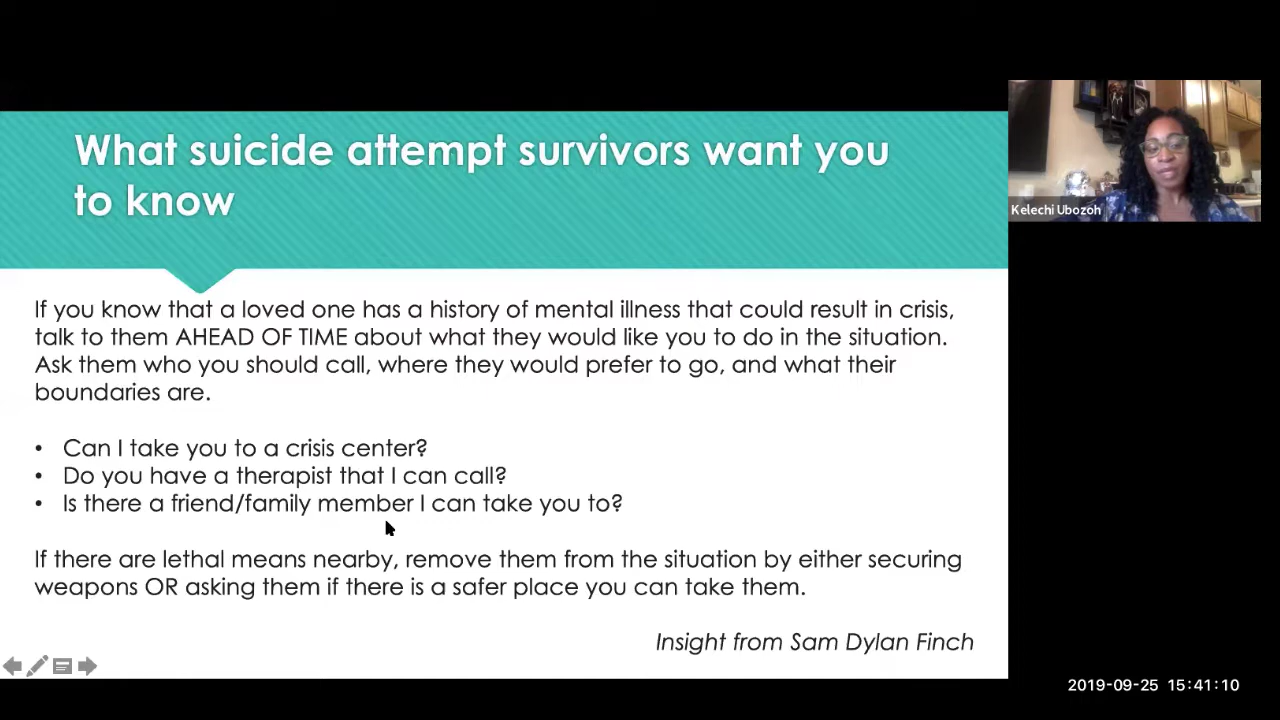 What suicide attempt survivors want you
to know
Kelechi Ubozoh
If you know that a loved one has a history of mental illness that could result in crisis,
talk to them AHEAD OF TIME about what they would like you to do in the situation.
Ask them who you should call, where they would prefer to go, and what their
boundaries are.
• Can I take you to a crisis center?
• Do you have a therapist that I can call?
• Is there a friend/family member I can take you to?
If there are lethal means nearby, remove them from the situation by either securing
weapons OR asking them if there is a safer place you can take them.
Insight from Sam Dylan Finch
2019-09-25 15:41:10